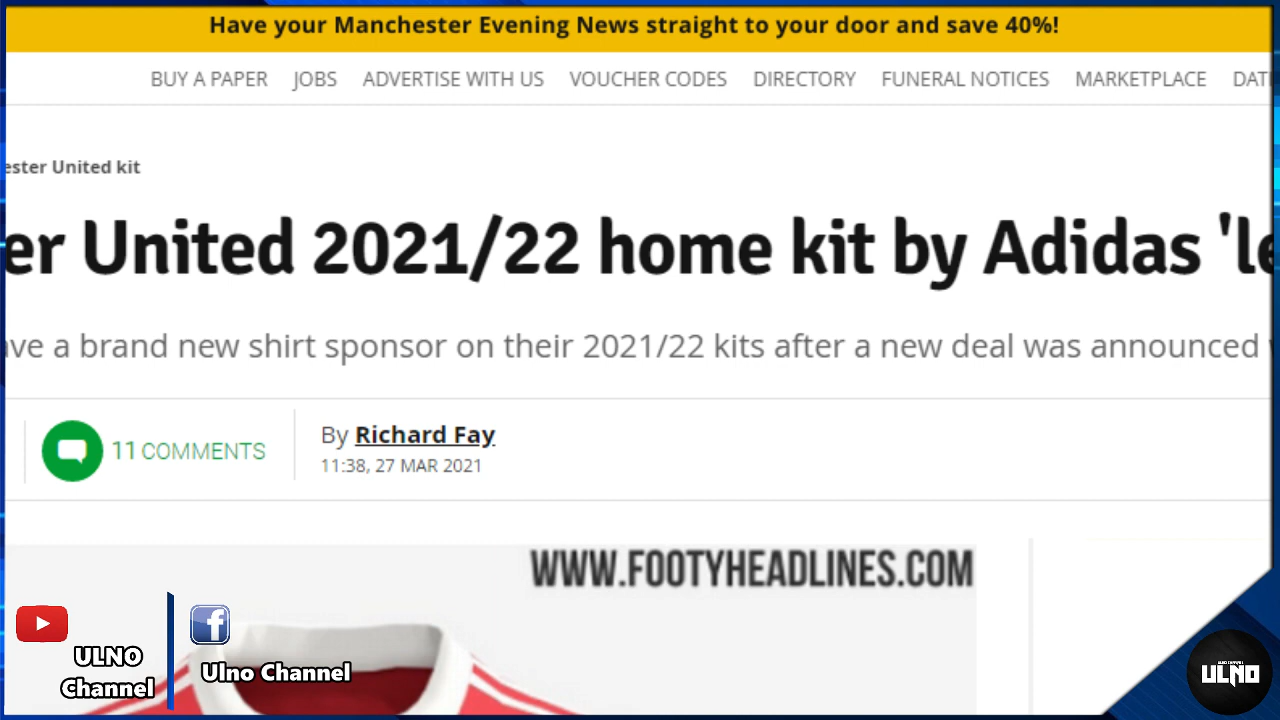 Have your Manchester Evening News straight to your door and save 40%!
BUY A PAPER JOBS ADVERTISE WITH US VOUCHER CODES DIRECTORY FUNERAL NOTICES MARKETPLACE DATI
ester United kit
er United 2021/22 home kit by Adidas 'le
ave a brand new shirt sponsor on their 2021/22 kits after a new deal was announced
11 COMMENTS
By Richard Fay
11:38, 27 MAR 2021
WWW.FOOTYHEADLINES.COM
ULNO
Channel
Ulno Channel
ULNO